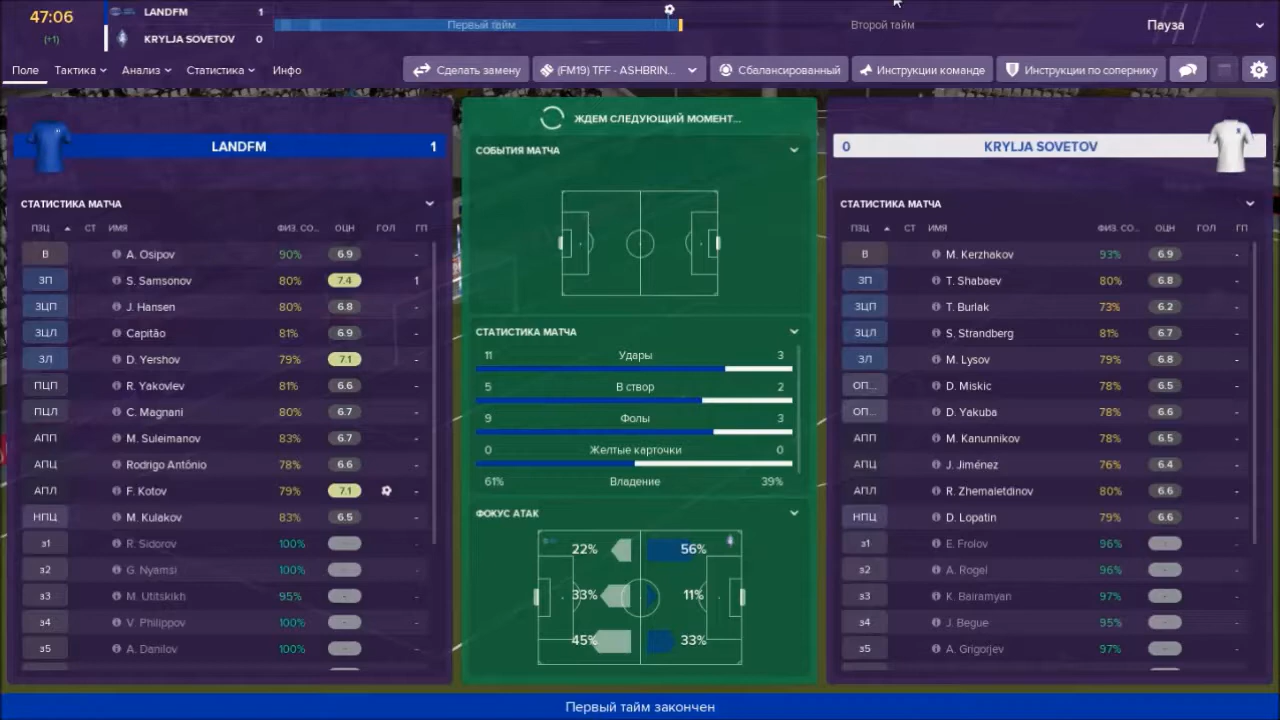 47:06
(+1)
LANDFM 1
KRYLJA SOVETOV 0
Первый тайм
Второй тайм
Пауза
Поле Тактика Анализ Статистика Инфо
Сделать замену (FM19) TFF - ASHBRIN... Сбалансированный Инструкции команде Инструкции по сопернику
LANDFM 1
СТАТИСТИКА МАТЧА
ПЗЦ СТ ИМЯ ФИЗ. СО... ОЦН ГОЛ ГП
В A. Osipov 90% 6.9 -
ЗП S. Samsonov 80% 7.4 1
ЗЦП J. Hansen 80% 6.8 -
ЗЦЛ Capitão 81% 6.9 -
ЗЛ D. Yershov 79% 7.1 -
ПЦП R. Yakovlev 81% 6.6 -
ПЦЛ C. Magnani 80% 6.7 -
АПП M. Suleimanov 83% 6.7 -
АПЦ Rodrigo António 78% 6.6 -
АПЛ F. Kotov 79% 7.1 -
НПЦ M. Kulakov 83% 6.5 -
з1 R. Sidorov 100% - -
з2 G. Nyamsi 100% - -
з3 M. Utitskikh 95% - -
з4 V. Philippov 100% - -
з5 A. Danilov 100% - -
ЖДЕМ СЛЕДУЮЩИЙ МОМЕНТ...
СОБЫТИЯ МАТЧА
СТАТИСТИКА МАТЧА
11 Удары 3
5 В створ 2
9 Фолы 3
0 Желтые карточки 0
61% Владение 39%
ФОКУС АТАК
22% 56%
33% 11%
45% 33%
0 KRYLJA SOVETOV
СТАТИСТИКА МАТЧА
ПЗЦ СТ ИМЯ ФИЗ. СО... ОЦН ГОЛ ГП
В M. Kerzhakov 93% 6.9 -
ЗП T. Shabaev 80% 6.8 -
ЗЦП T. Burlak 73% 6.2 -
ЗЦЛ S. Strandberg 81% 6.7 -
ЗЛ M. Lysov 79% 6.8 -
ОП... D. Miskic 78% 6.5 -
ОП... D. Yakuba 78% 6.6 -
АПП M. Kanunnikov 78% 6.5 -
АПЦ J. Jiménez 76% 6.4 -
АПЛ R. Zhemaletdinov 80% 6.6 -
НПЦ D. Lopatin 79% 6.6 -
з1 E. Frolov 96% - -
з2 A. Rogel 96% - -
з3 K. Bairamyan 97% - -
з4 J. Begue 95% - -
з5 A. Grigorjev 97% - -
Первый тайм закончен